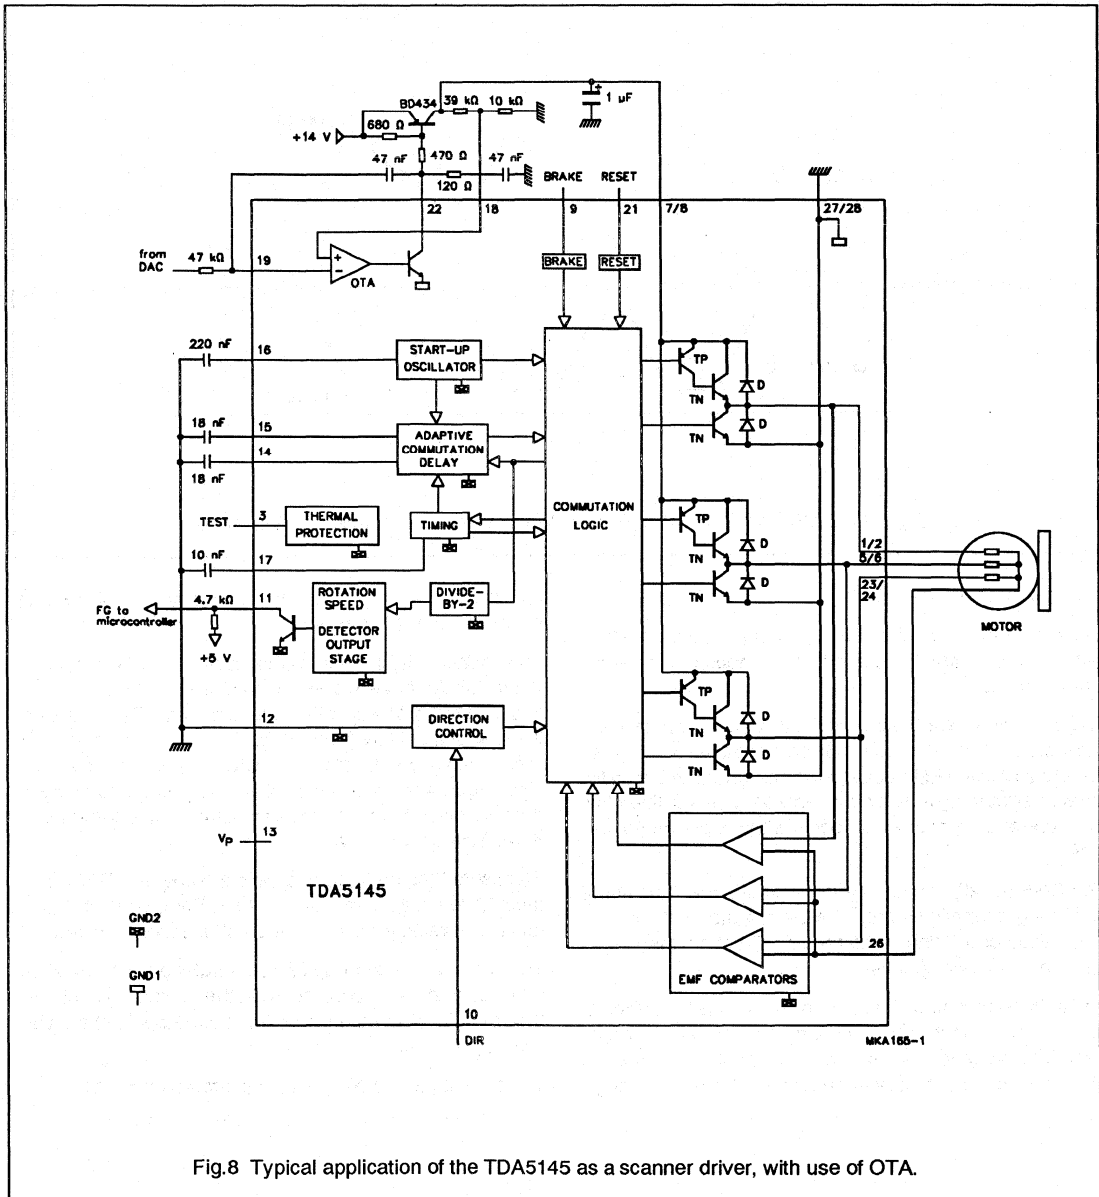 BD434
39 kΩ
10 kΩ
1 µF
+14 V
680 Ω
47 nF
470 Ω
47 nF
120 Ω
BRAKE
RESET
22
18
9
21
7/8
27/28
from
DAC
47 kΩ
19
+
−
OTA
BRAKE
RESET
220 nF
16
START-UP
OSCILLATOR
TP
D
TN
18 nF
15
ADAPTIVE
COMMUTATION
DELAY
TN
D
14
18 nF
COMMUTATION
LOGIC
TEST
3
THERMAL
PROTECTION
TIMING
TP
D
TN
10 nF
17
TN
D
1/2
5/6
23/
24
MOTOR
FG to
microcontroller
4.7 kΩ
11
+5 V
ROTATION
SPEED
DETECTOR
OUTPUT
STAGE
DIVIDE-
BY-2
12
DIRECTION
CONTROL
TP
D
TN
TN
D
VP
13
TDA5145
GND2
GND1
26
EMF COMPARATORS
10
DIR
MKA165-1
Fig.8 Typical application of the TDA5145 as a scanner driver, with use of OTA.